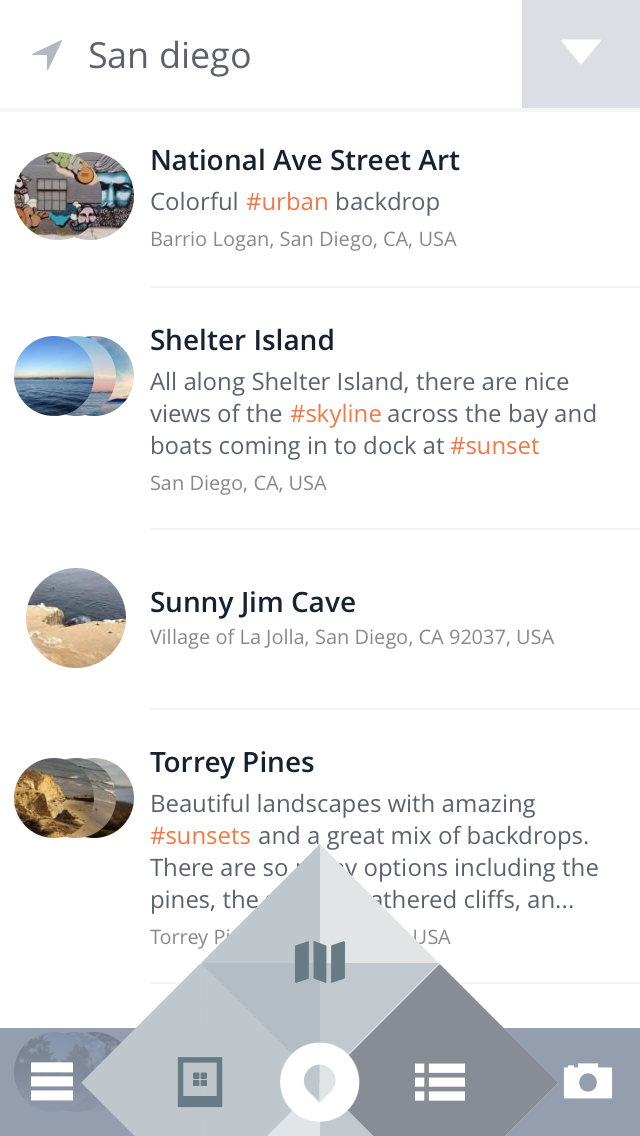 San diego
National Ave Street Art
Colorful #urban backdrop
Barrio Logan, San Diego, CA, USA
Shelter Island
All along Shelter Island, there are nice
views of the #skyline across the bay and
boats coming in to dock at #sunset
San Diego, CA, USA
Sunny Jim Cave
Village of La Jolla, San Diego, CA 92037, USA
Torrey Pines
Beautiful landscapes with amazing
#sunsets and a great mix of backdrops.
There are so options including the
pines, the cliffs, an...
Torrey USA